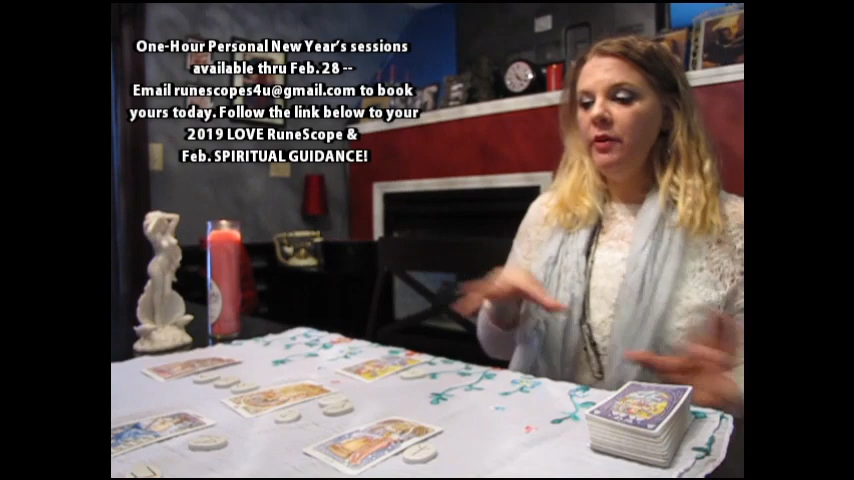 One-Hour Personal New Year's sessions
available thru Feb. 28 --
Email runescopes4u@gmail.com to book
yours today. Follow the link below to your
2019 LOVE RuneScope &
Feb. SPIRITUAL GUIDANCE!